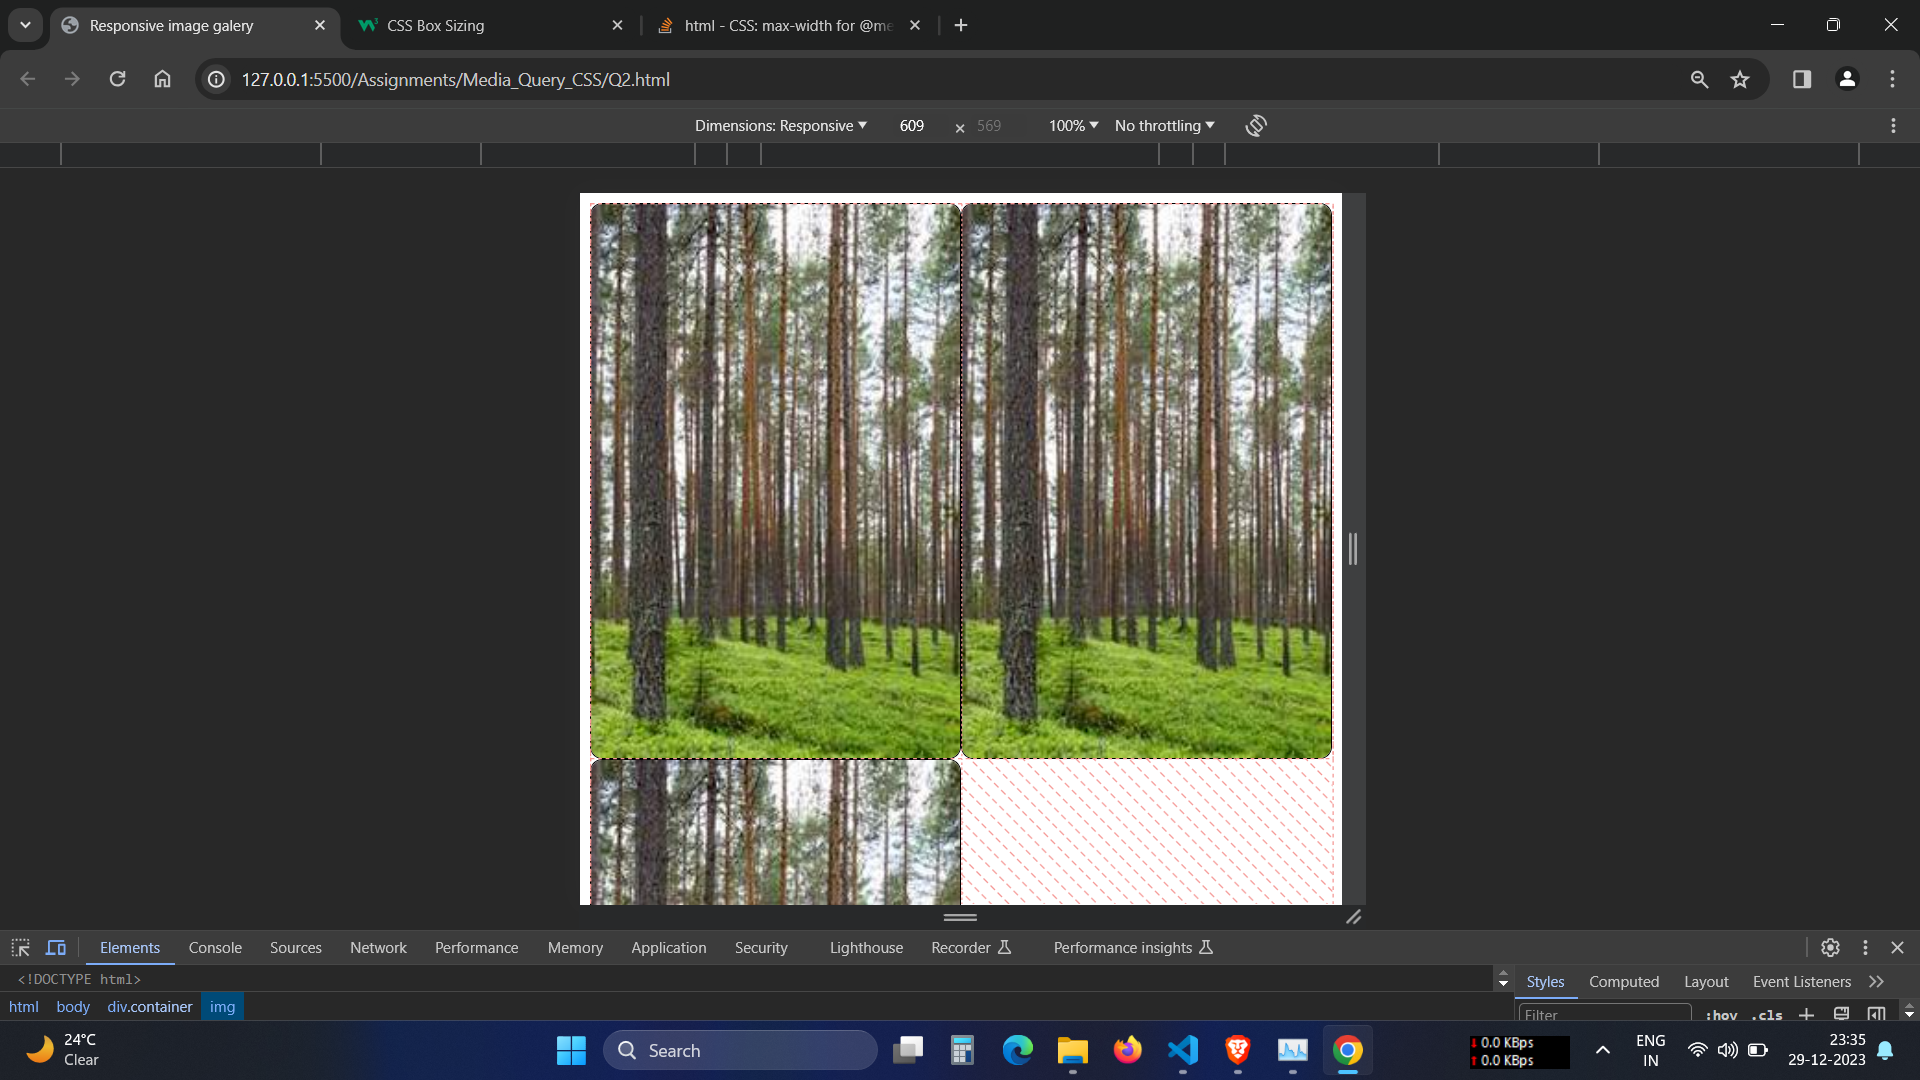 Responsive image galery
CSS Box Sizing
html - CSS: max-width for @me
127.0.0.1:5500/Assignments/Media_Query_CSS/Q2.html
Dimensions: Responsive 609 × 569 100% No throttling
Elements Console Sources Network Performance Memory Application Security Lighthouse Recorder Performance insights
<!DOCTYPE html>
Styles Computed Layout Event Listeners
html body div.container img
Filter :hov .cls
24°C
Clear
Search
0.0 KBps
0.0 KBps
ENG
IN
23:35
29-12-2023